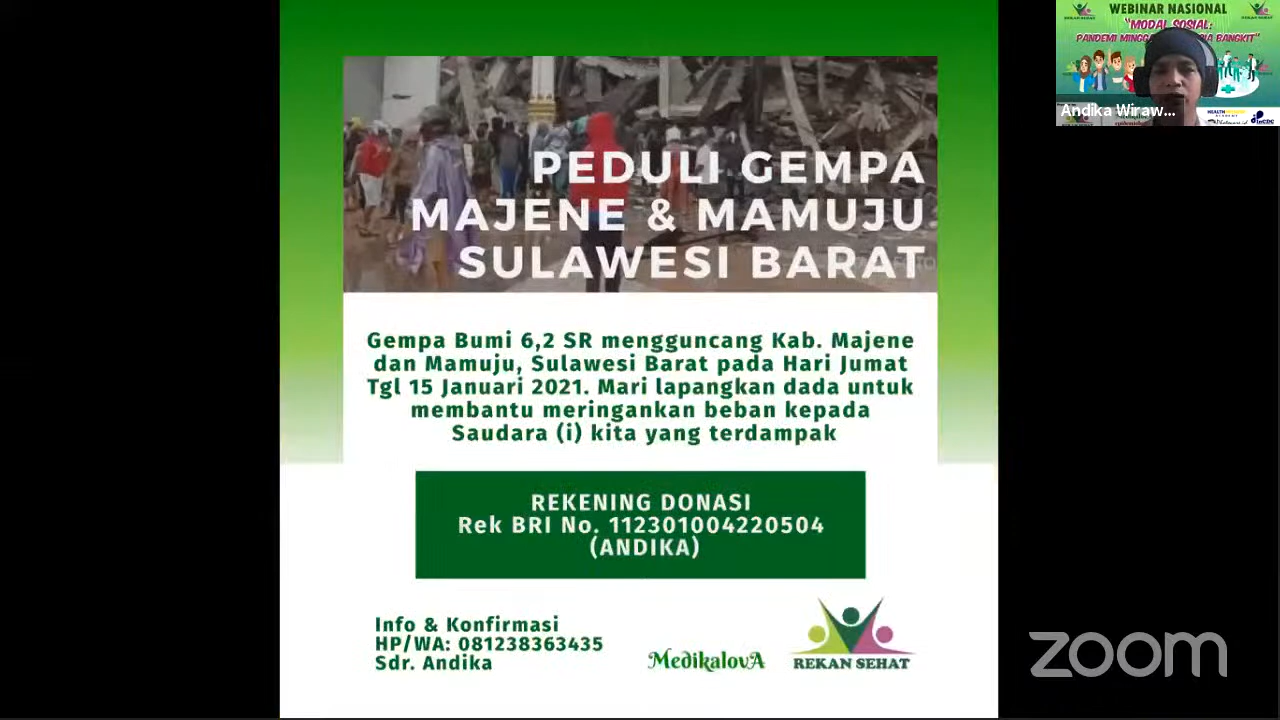 PEDULI GEMPA
MAJENE & MAMUJU
SULAWESI BARAT
Gempa Bumi 6,2 SR mengguncang Kab. Majene
dan Mamuju, Sulawesi Barat pada Hari Jumat
Tgl 15 Januari 2021. Mari lapangkan dada untuk
membantu meringankan beban kepada
Saudara (i) kita yang terdampak
REKENING DONASI
Rek BRI No. 112301004220504
(ANDIKA)
Info & Konfirmasi
HP/WA: 081238363435
Sdr. Andika
MedikalovA
REKAN SEHAT
WEBINAR NASIONAL
"MODAL SOSIAL:
PANDEMI MINGG
BANGKIT"
Andika Wiraw...
zoom